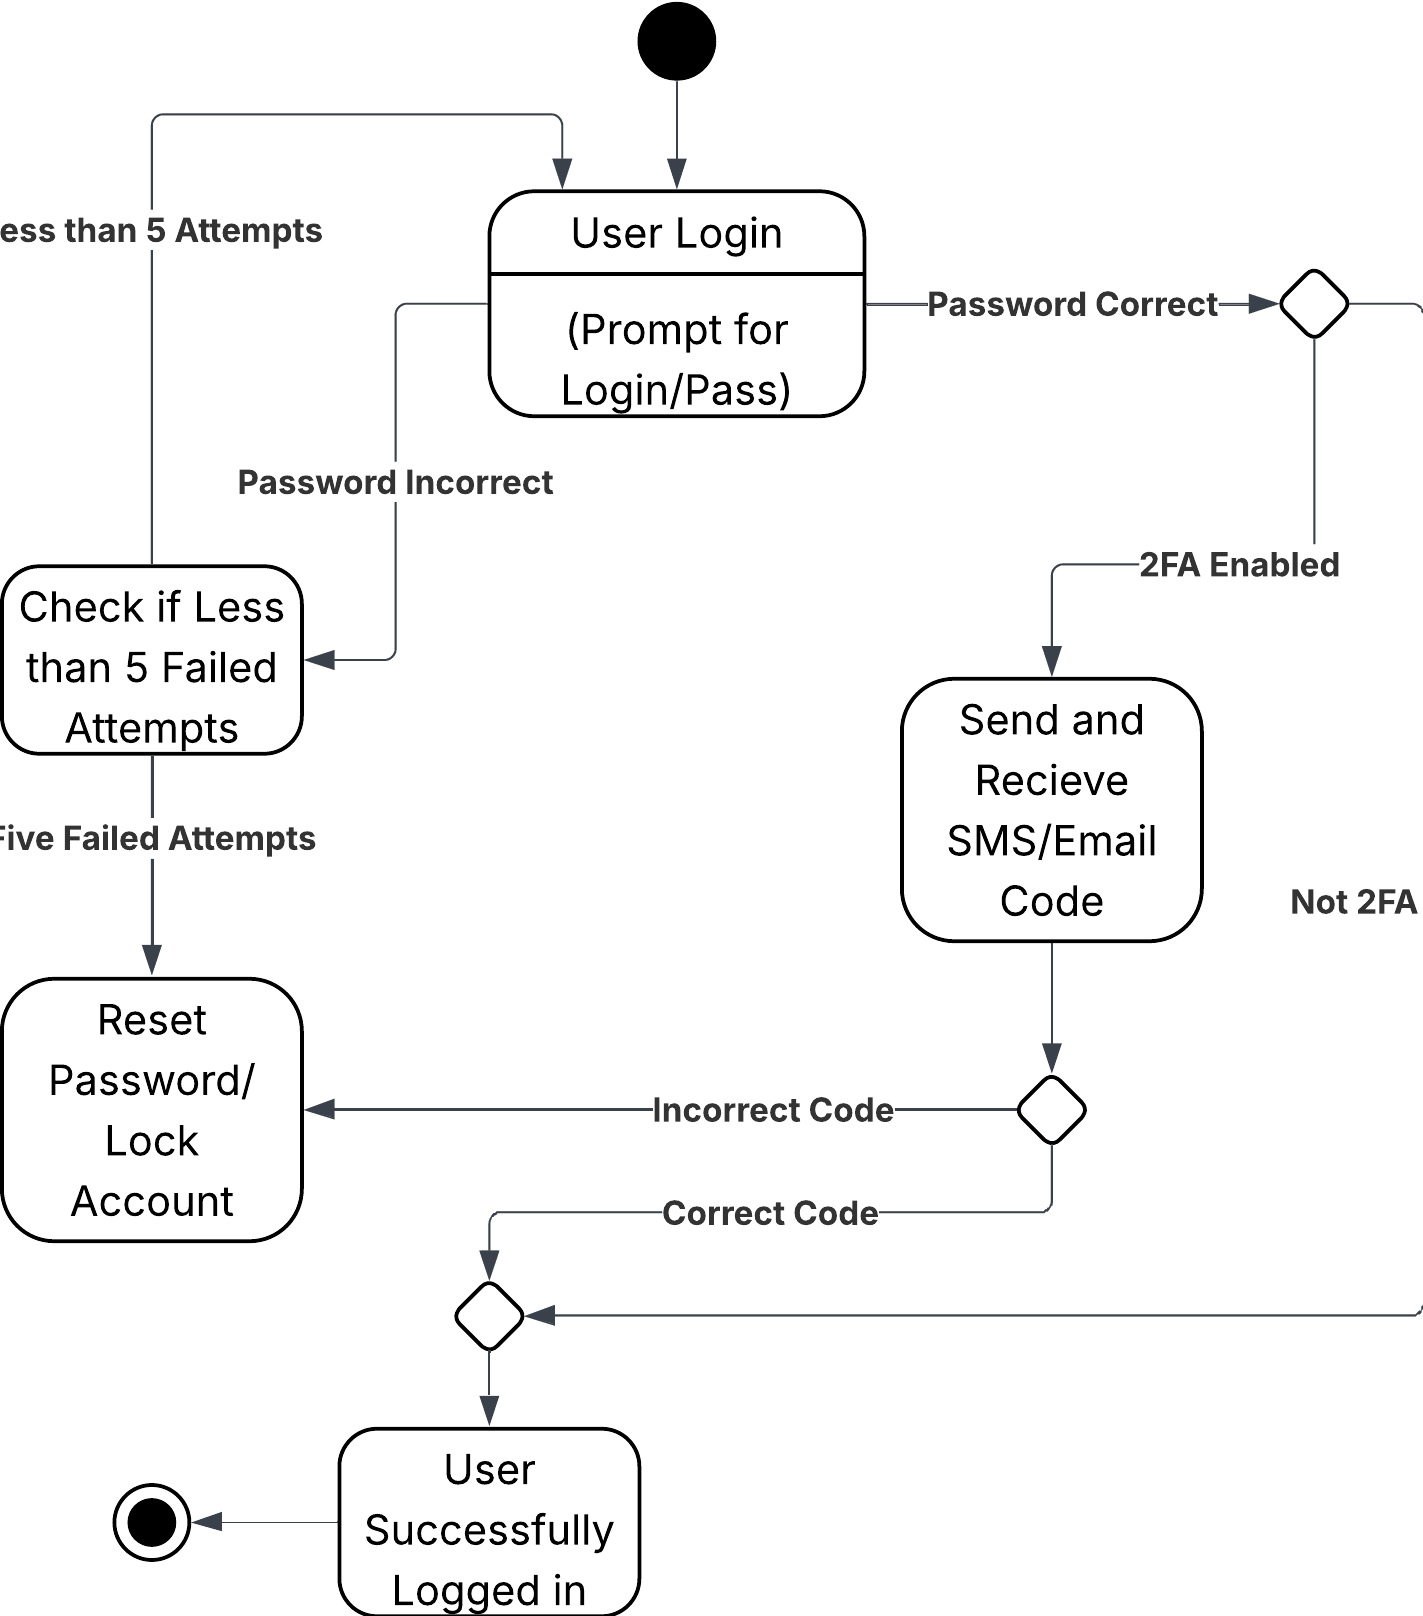 ess than 5 Attempts
User Login
(Prompt for
Login/Pass)
Password Correct
Password Incorrect
2FA Enabled
Check if Less
than 5 Failed
Attempts
Send and
Recieve
SMS/Email
Code
Five Failed Attempts
Not 2FA
Reset
Password/
Lock
Account
Incorrect Code
Correct Code
User
Successfully
Logged in